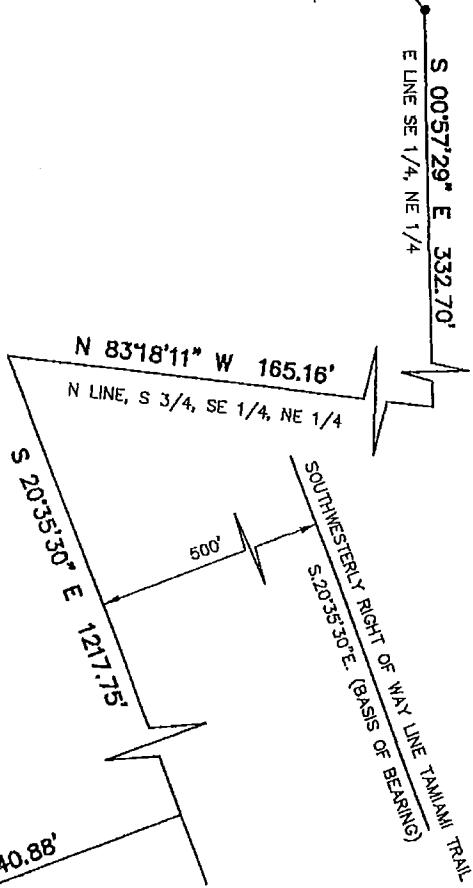 S 00°57'29" E 332.70'
E LINE SE 1/4, NE 1/4
N 83°18'11" W 165.16'
N LINE, S 3/4, SE 1/4, NE 1/4
S 20°35'30" E 1217.75'
500'
SOUTHWESTERLY RIGHT OF WAY LINE TAMIAMI TRAIL
S.20°35'30"E. (BASIS OF BEARING)
40.88'